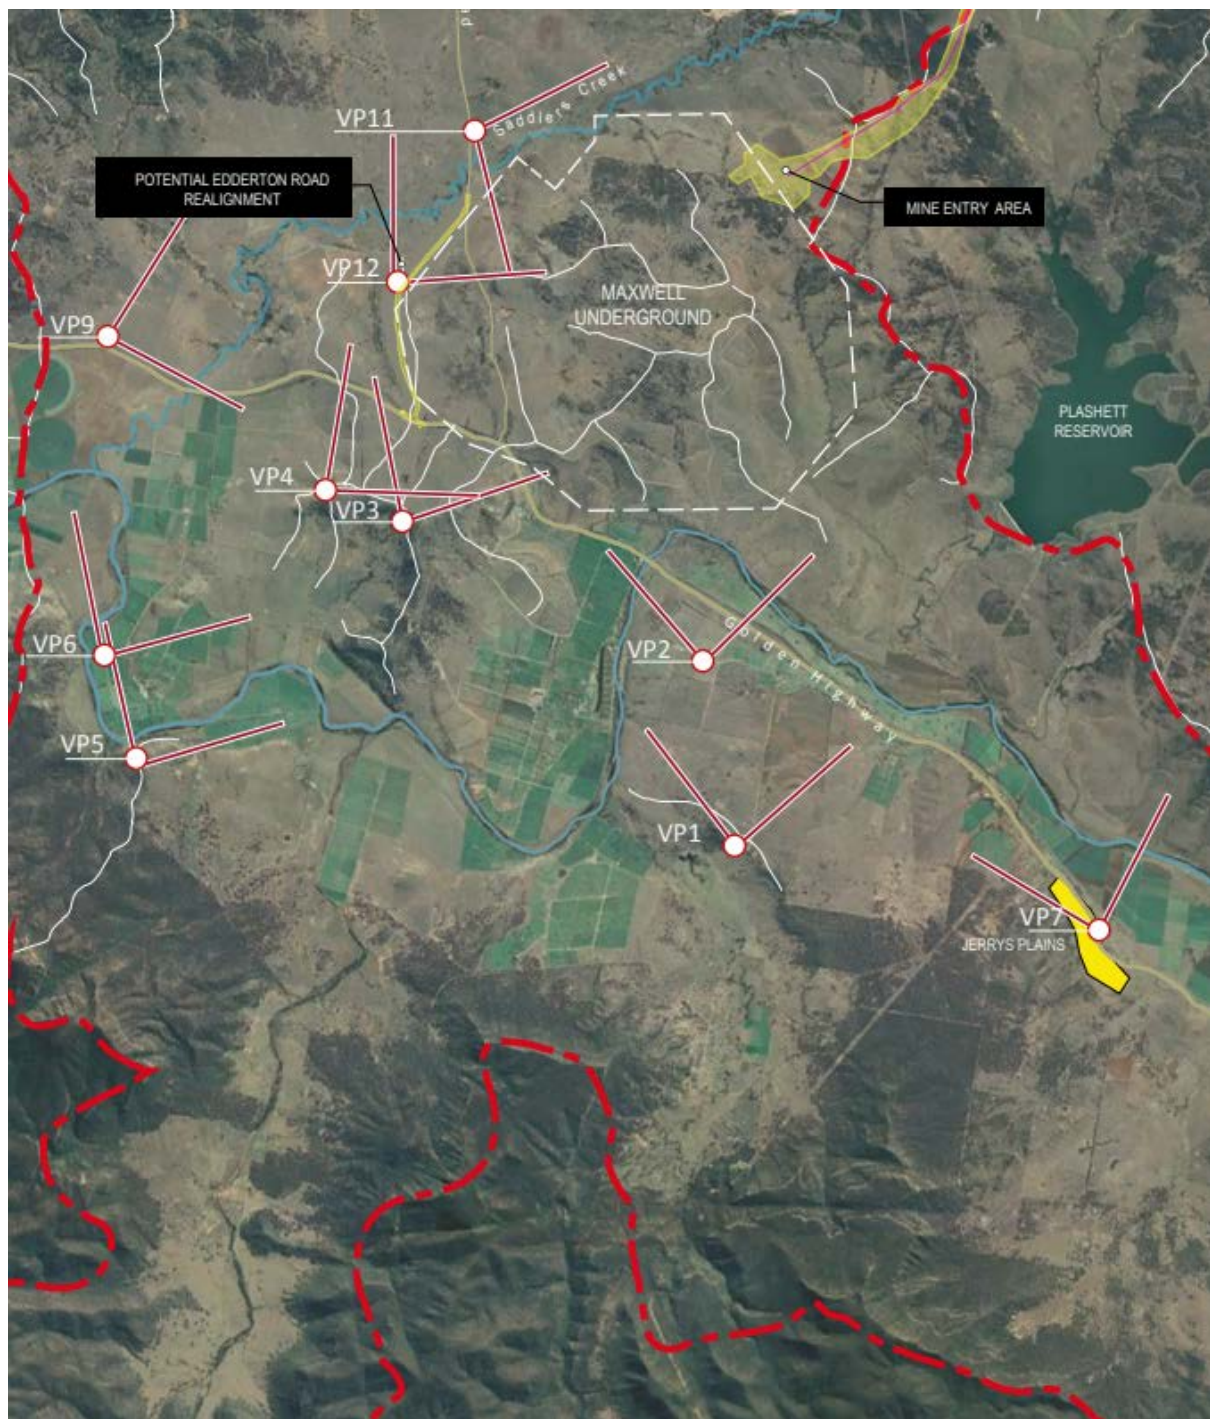 VP11
Saddlers Creek
POTENTIAL EDDERTON ROAD
REALIGNMENT
MINE ENTRY AREA
VP12
MAXWELL
UNDERGROUND
VP9
PLASHETT
RESERVOIR
VP4
VP3
VP6
VP2
Golden Highway
VP5
VP1
VP7
JERRYS PLAINS